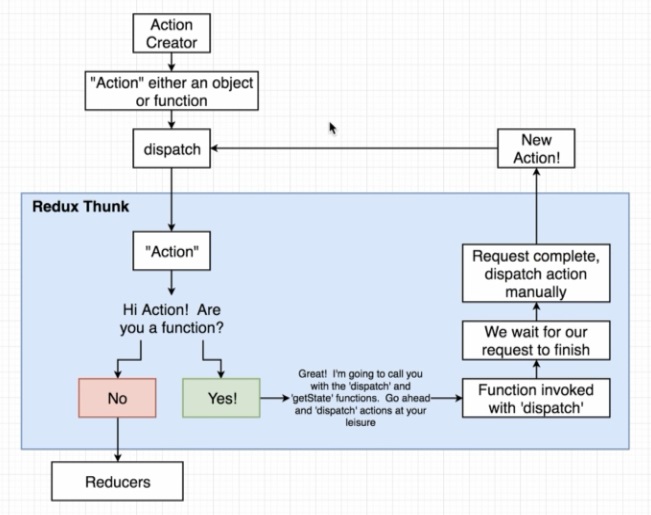 Action
Creator
"Action" either an object
or function
dispatch
New
Action!
Redux Thunk
"Action"
Hi Action! Are
you a function?
No
Yes!
Great! I'm going to call you
with the 'dispatch' and
'getState' functions. Go ahead
and 'dispatch' actions at your
leisure
Function invoked
with 'dispatch'
We wait for our
request to finish
Request complete,
dispatch action
manually
Reducers